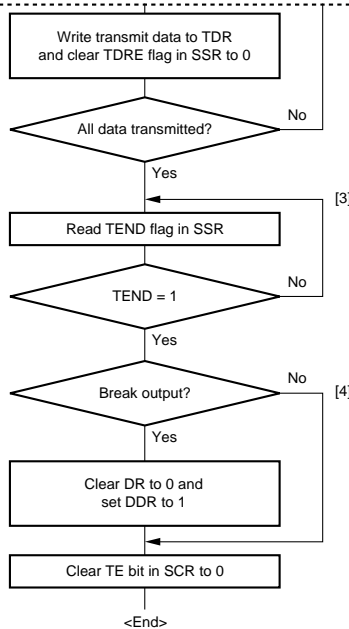 Write transmit data to TDR
and clear TDRE flag in SSR to 0
No
All data transmitted?
Yes
[3]
Read TEND flag in SSR
No
TEND = 1
Yes
No
Break output?
[4]
Yes
Clear DR to 0 and
set DDR to 1
Clear TE bit in SCR to 0
<End>